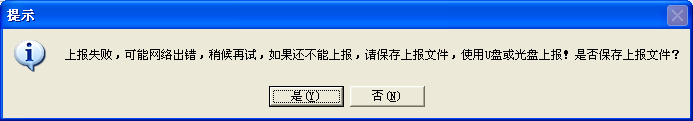 提示
上报失败，可能网络出错，稍候再试，如果还不能上报，请保存上报文件，使用U盘或光盘上报！是否保存上报文件？
是(Y)
否(N)